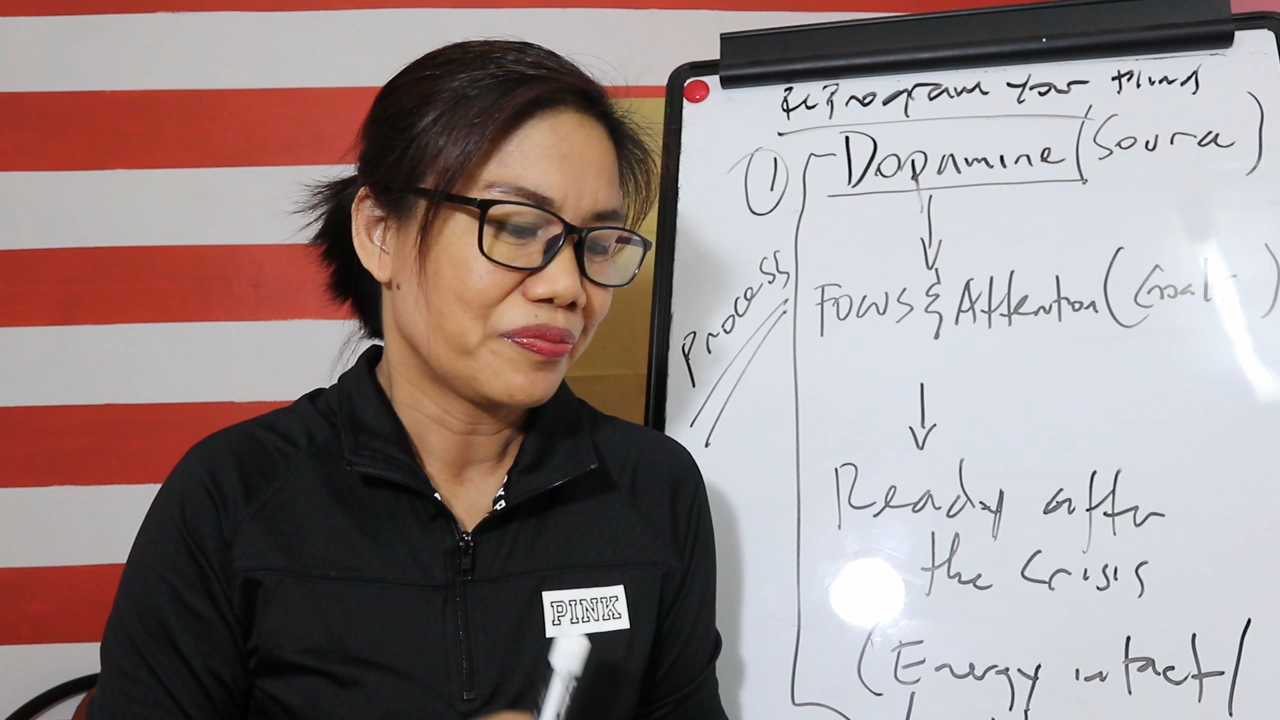 Reprogram your Mind
① Dopamine (Source)
Focus & Attention (Goal)
Process
Ready after
the Crisis
(Energy intact/
PINK